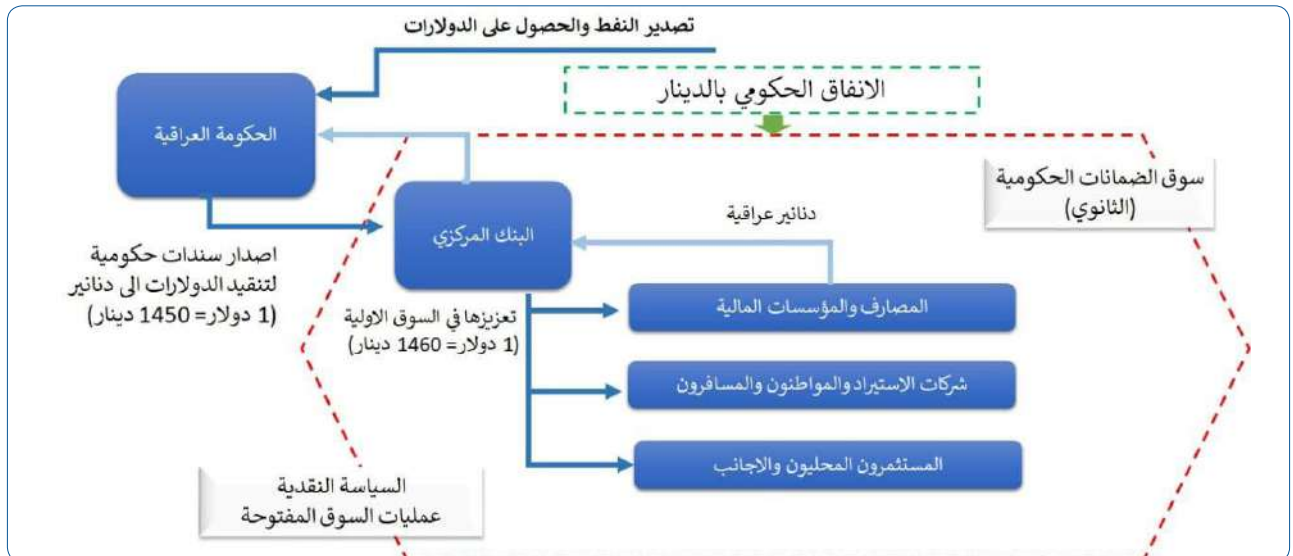 تصدير النفط والحصول على الدولارات
الانفاق الحكومي بالدينار
الحكومة العراقية
سوق الضمانات الحكومية
(الثانوي)
البنك المركزي
دنانير عراقية
اصدار سندات حكومية
لتنقيد الدولارات الى دنانير
(1 دولار= 1450 دينار)
المصارف والمؤسسات المالية
تعزيزها في السوق الاولية
(1 دولار= 1460 دينار)
شركات الاستيراد والمواطنون والمسافرون
المستثمرون المحليون والاجانب
السياسة النقدية
عمليات السوق المفتوحة